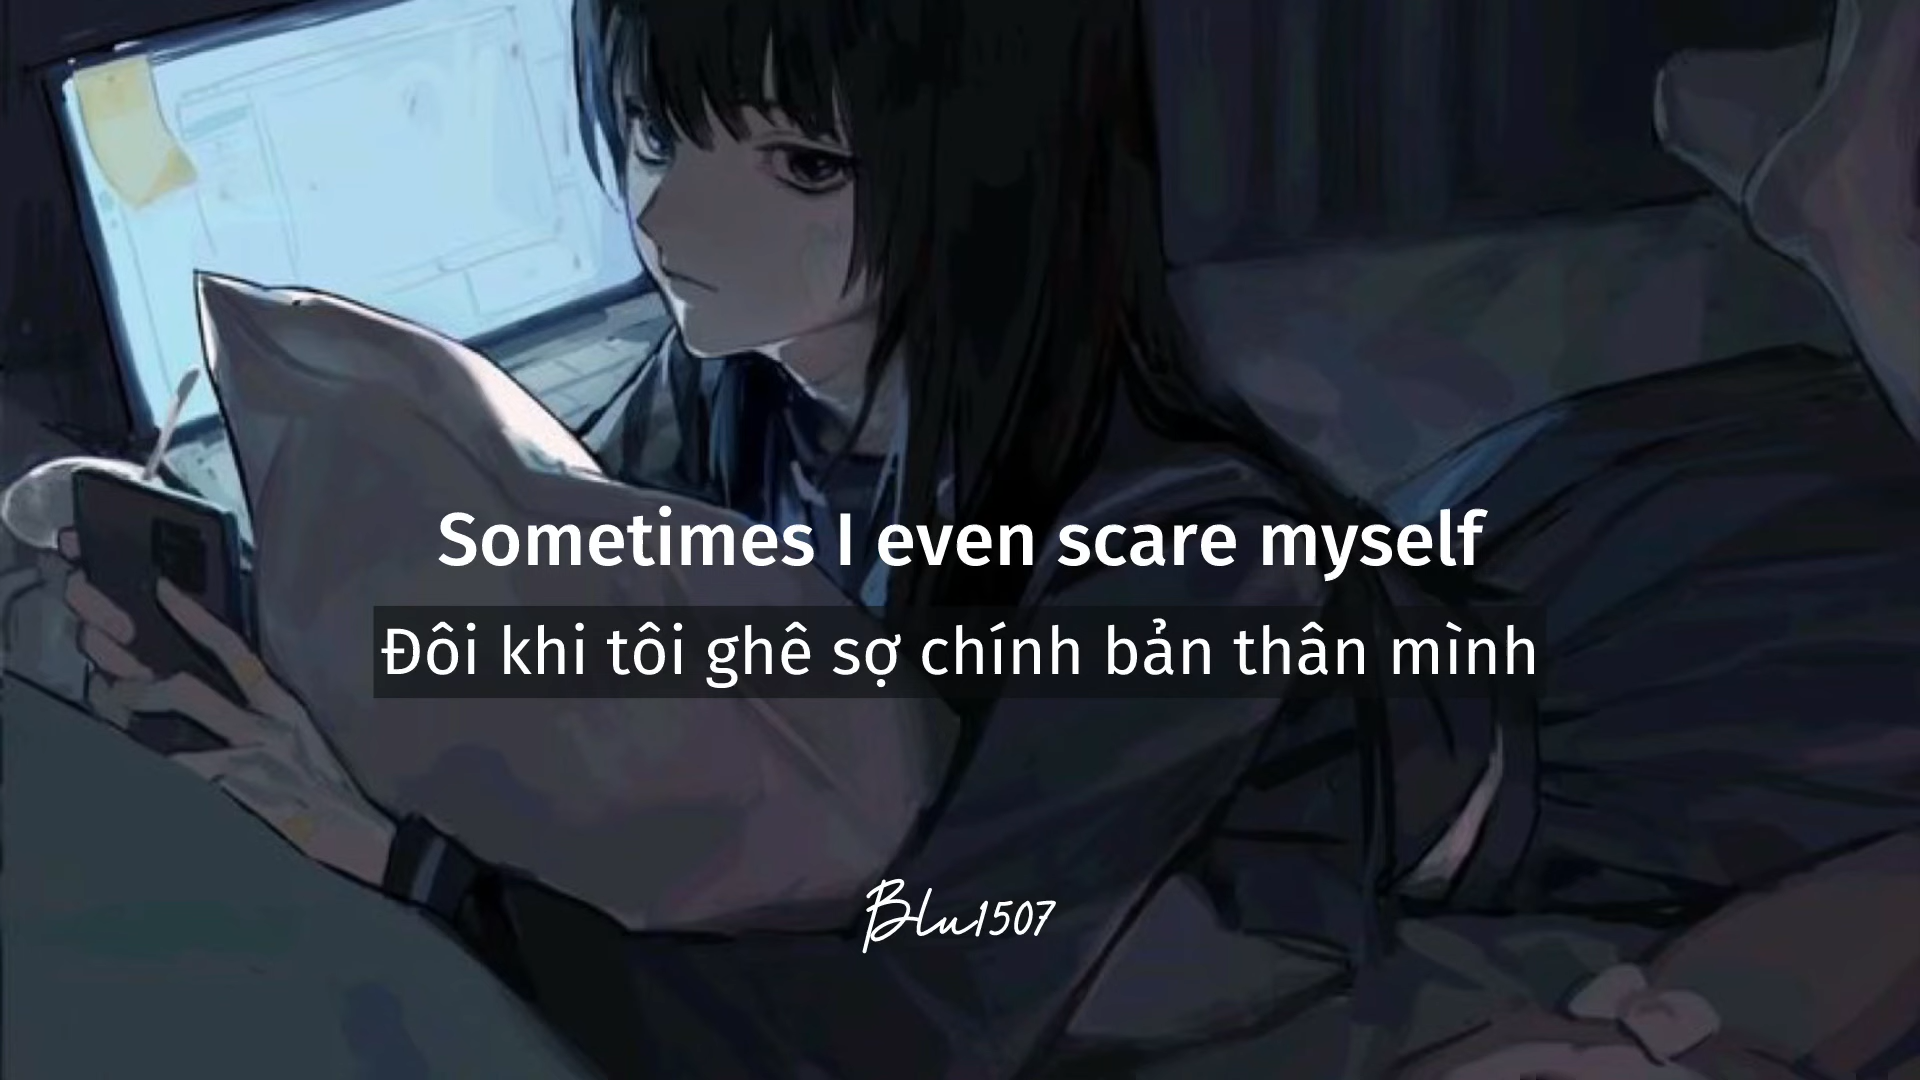 Sometimes I even scare myself
Đôi khi tôi ghê sợ chính bản thân mình
Blu1507